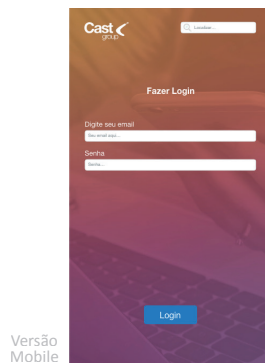 Cast
group
Localizar...
Fazer Login
Digite seu email
Seu email aqui...
Senha
Senha...
Login
Versão
Mobile